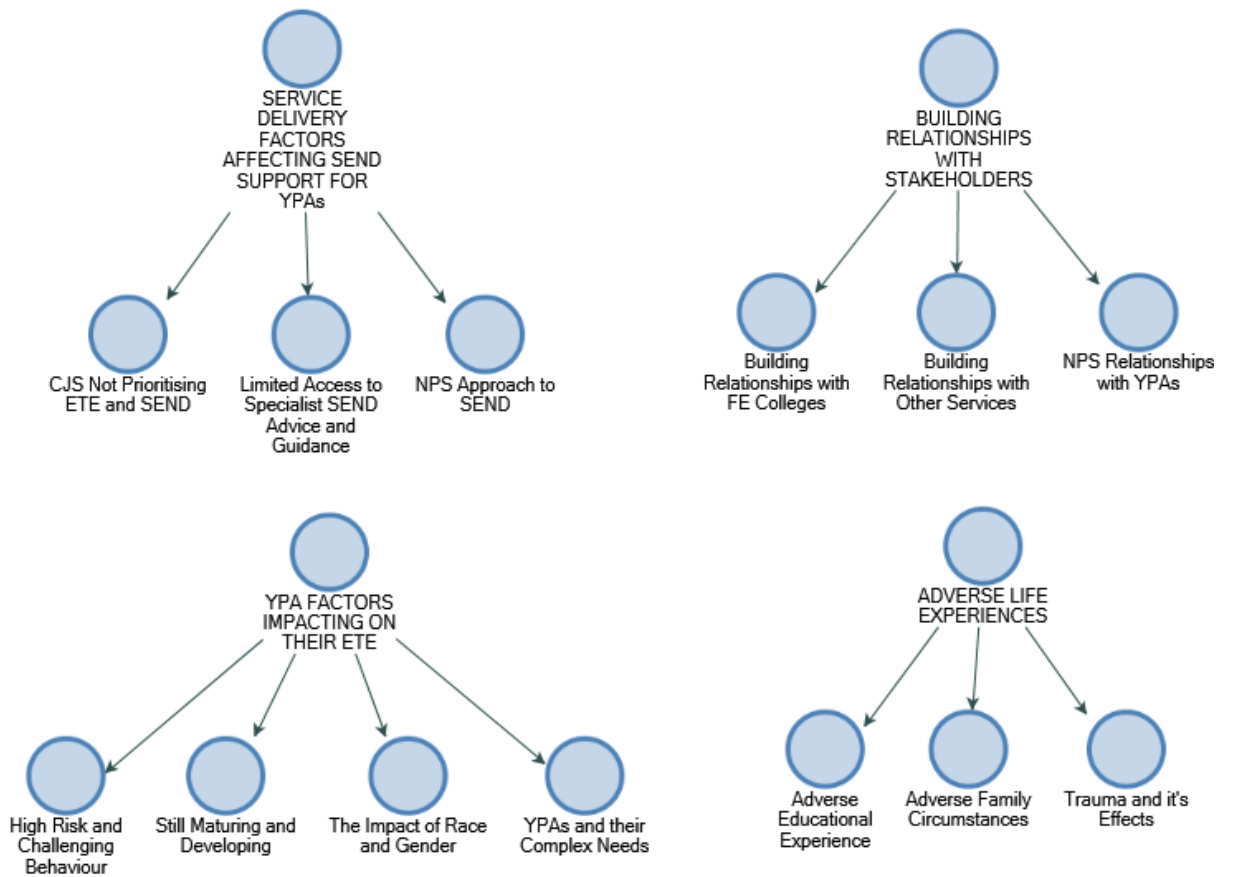 SERVICE
DELIVERY
FACTORS
AFFECTING SEND
SUPPORT FOR
YPAs
CJS Not Prioritising
ETE and SEND
Limited Access to
Specialist SEND
Advice and
Guidance
NPS Approach to
SEND
BUILDING
RELATIONSHIPS
WITH
STAKEHOLDERS
Building
Relationships with
FE Colleges
Building
Relationships with
Other Services
NPS Relationships
with YPAs
YPA FACTORS
IMPACTING ON
THEIR ETE
High Risk and
Challenging
Behaviour
Still Maturing and
Developing
The Impact of Race
and Gender
YPAs and their
Complex Needs
ADVERSE LIFE
EXPERIENCES
Adverse
Educational
Experience
Adverse Family
Circumstances
Trauma and it's
Effects